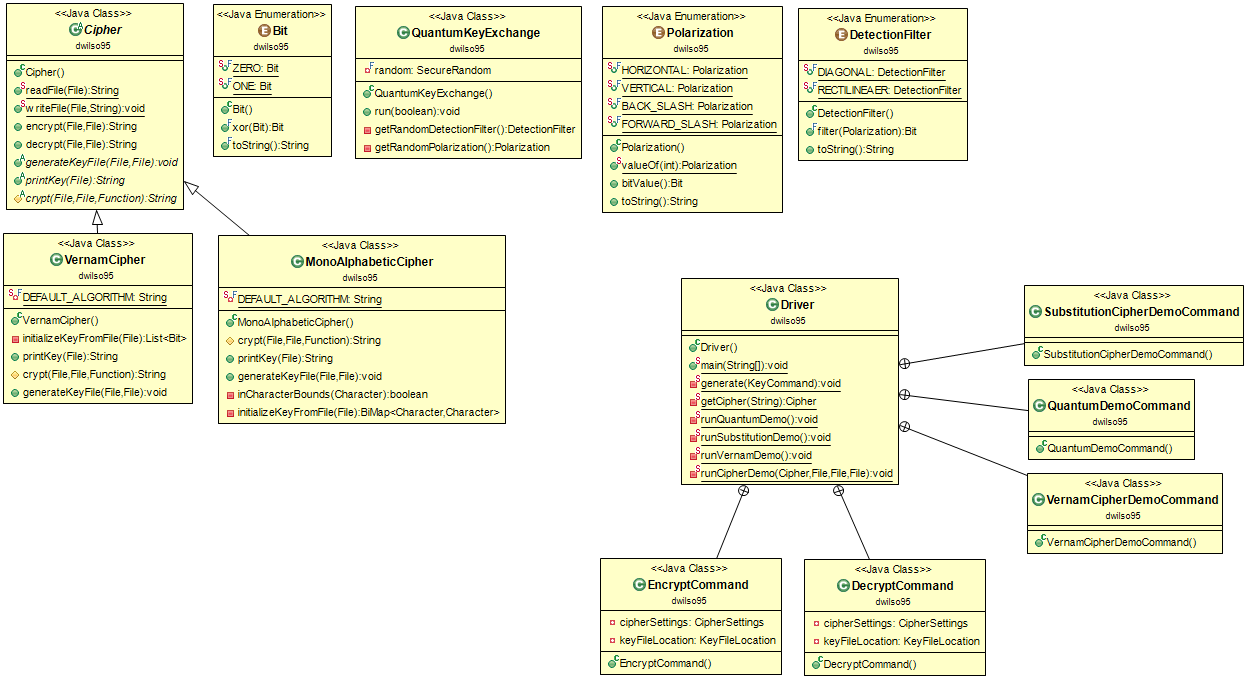 <<Java Class>>
Cipher
dwilso95
Cipher()
readFile(File):String
writeFile(File,String):void
encrypt(File,File):String
decrypt(File,File):String
generateKeyFile(File,File):void
printKey(File):String
crypt(File,File,Function):String
<<Java Enumeration>>
Bit
dwilso95
ZERO: Bit
ONE: Bit
Bit()
xor(Bit):Bit
toString():String
<<Java Class>>
QuantumKeyExchange
dwilso95
random: SecureRandom
QuantumKeyExchange()
run(boolean):void
getRandomDetectionFilter():DetectionFilter
getRandomPolarization():Polarization
<<Java Enumeration>>
Polarization
dwilso95
HORIZONTAL: Polarization
VERTICAL: Polarization
BACK_SLASH: Polarization
FORWARD_SLASH: Polarization
Polarization()
valueOf(int):Polarization
bitValue():Bit
toString():String
<<Java Enumeration>>
DetectionFilter
dwilso95
DIAGONAL: DetectionFilter
RECTILINEAER: DetectionFilter
DetectionFilter()
filter(Polarization):Bit
toString():String
<<Java Class>>
VernamCipher
dwilso95
DEFAULT_ALGORITHM: String
VernamCipher()
initializeKeyFromFile(File):List<Bit>
printKey(File):String
crypt(File,File,Function):String
generateKeyFile(File,File):void
<<Java Class>>
MonoAlphabeticCipher
dwilso95
DEFAULT_ALGORITHM: String
MonoAlphabeticCipher()
crypt(File,File,Function):String
printKey(File):String
generateKeyFile(File,File):void
inCharacterBounds(Character):boolean
initializeKeyFromFile(File):BiMap<Character,Character>
<<Java Class>>
Driver
dwilso95
Driver()
main(String[]):void
generate(KeyCommand):void
getCipher(String):Cipher
runQuantumDemo():void
runSubstitutionDemo():void
runVernamDemo():void
runCipherDemo(Cipher,File,File,File):void
<<Java Class>>
SubstitutionCipherDemoCommand
dwilso95
SubstitutionCipherDemoCommand()
<<Java Class>>
QuantumDemoCommand
dwilso95
QuantumDemoCommand()
<<Java Class>>
VernamCipherDemoCommand
dwilso95
VernamCipherDemoCommand()
<<Java Class>>
EncryptCommand
dwilso95
cipherSettings: CipherSettings
keyFileLocation: KeyFileLocation
EncryptCommand()
<<Java Class>>
DecryptCommand
dwilso95
cipherSettings: CipherSettings
keyFileLocation: KeyFileLocation
DecryptCommand()